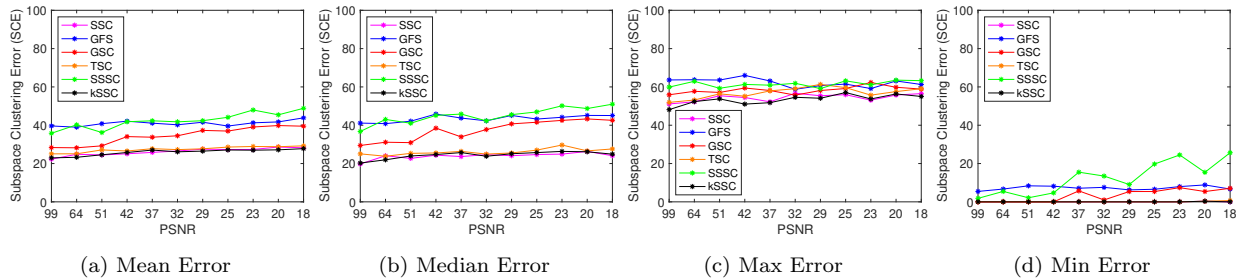 Subspace Clustering Error (SCE)
100
80
60
40
20
0
SSC
GFS
GSC
TSC
SSSC
kSSC
99 64 51 42 37 32 29 25 23 20 18
PSNR
(a) Mean Error
Subspace Clustering Error (SCE)
100
80
60
40
20
0
SSC
GFS
GSC
TSC
SSSC
kSSC
99 64 51 42 37 32 29 25 23 20 18
PSNR
(b) Median Error
Subspace Clustering Error (SCE)
100
80
60
40
20
0
SSC
GFS
GSC
TSC
SSSC
kSSC
99 64 51 42 37 32 29 25 23 20 18
PSNR
(c) Max Error
Subspace Clustering Error (SCE)
100
80
60
40
20
0
SSC
GFS
GSC
TSC
SSSC
kSSC
99 64 51 42 37 32 29 25 23 20 18
PSNR
(d) Min Error